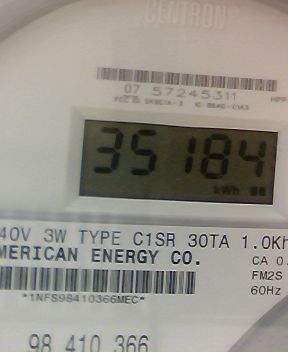 CENTRON
07 57245311
35184
kWh 88
40V 3W TYPE C1SR 30TA 1.0Kh
MERICAN ENERGY CO.
CA 0.
FM2S
*1NFS98410366MEC*
60Hz
98 410 366